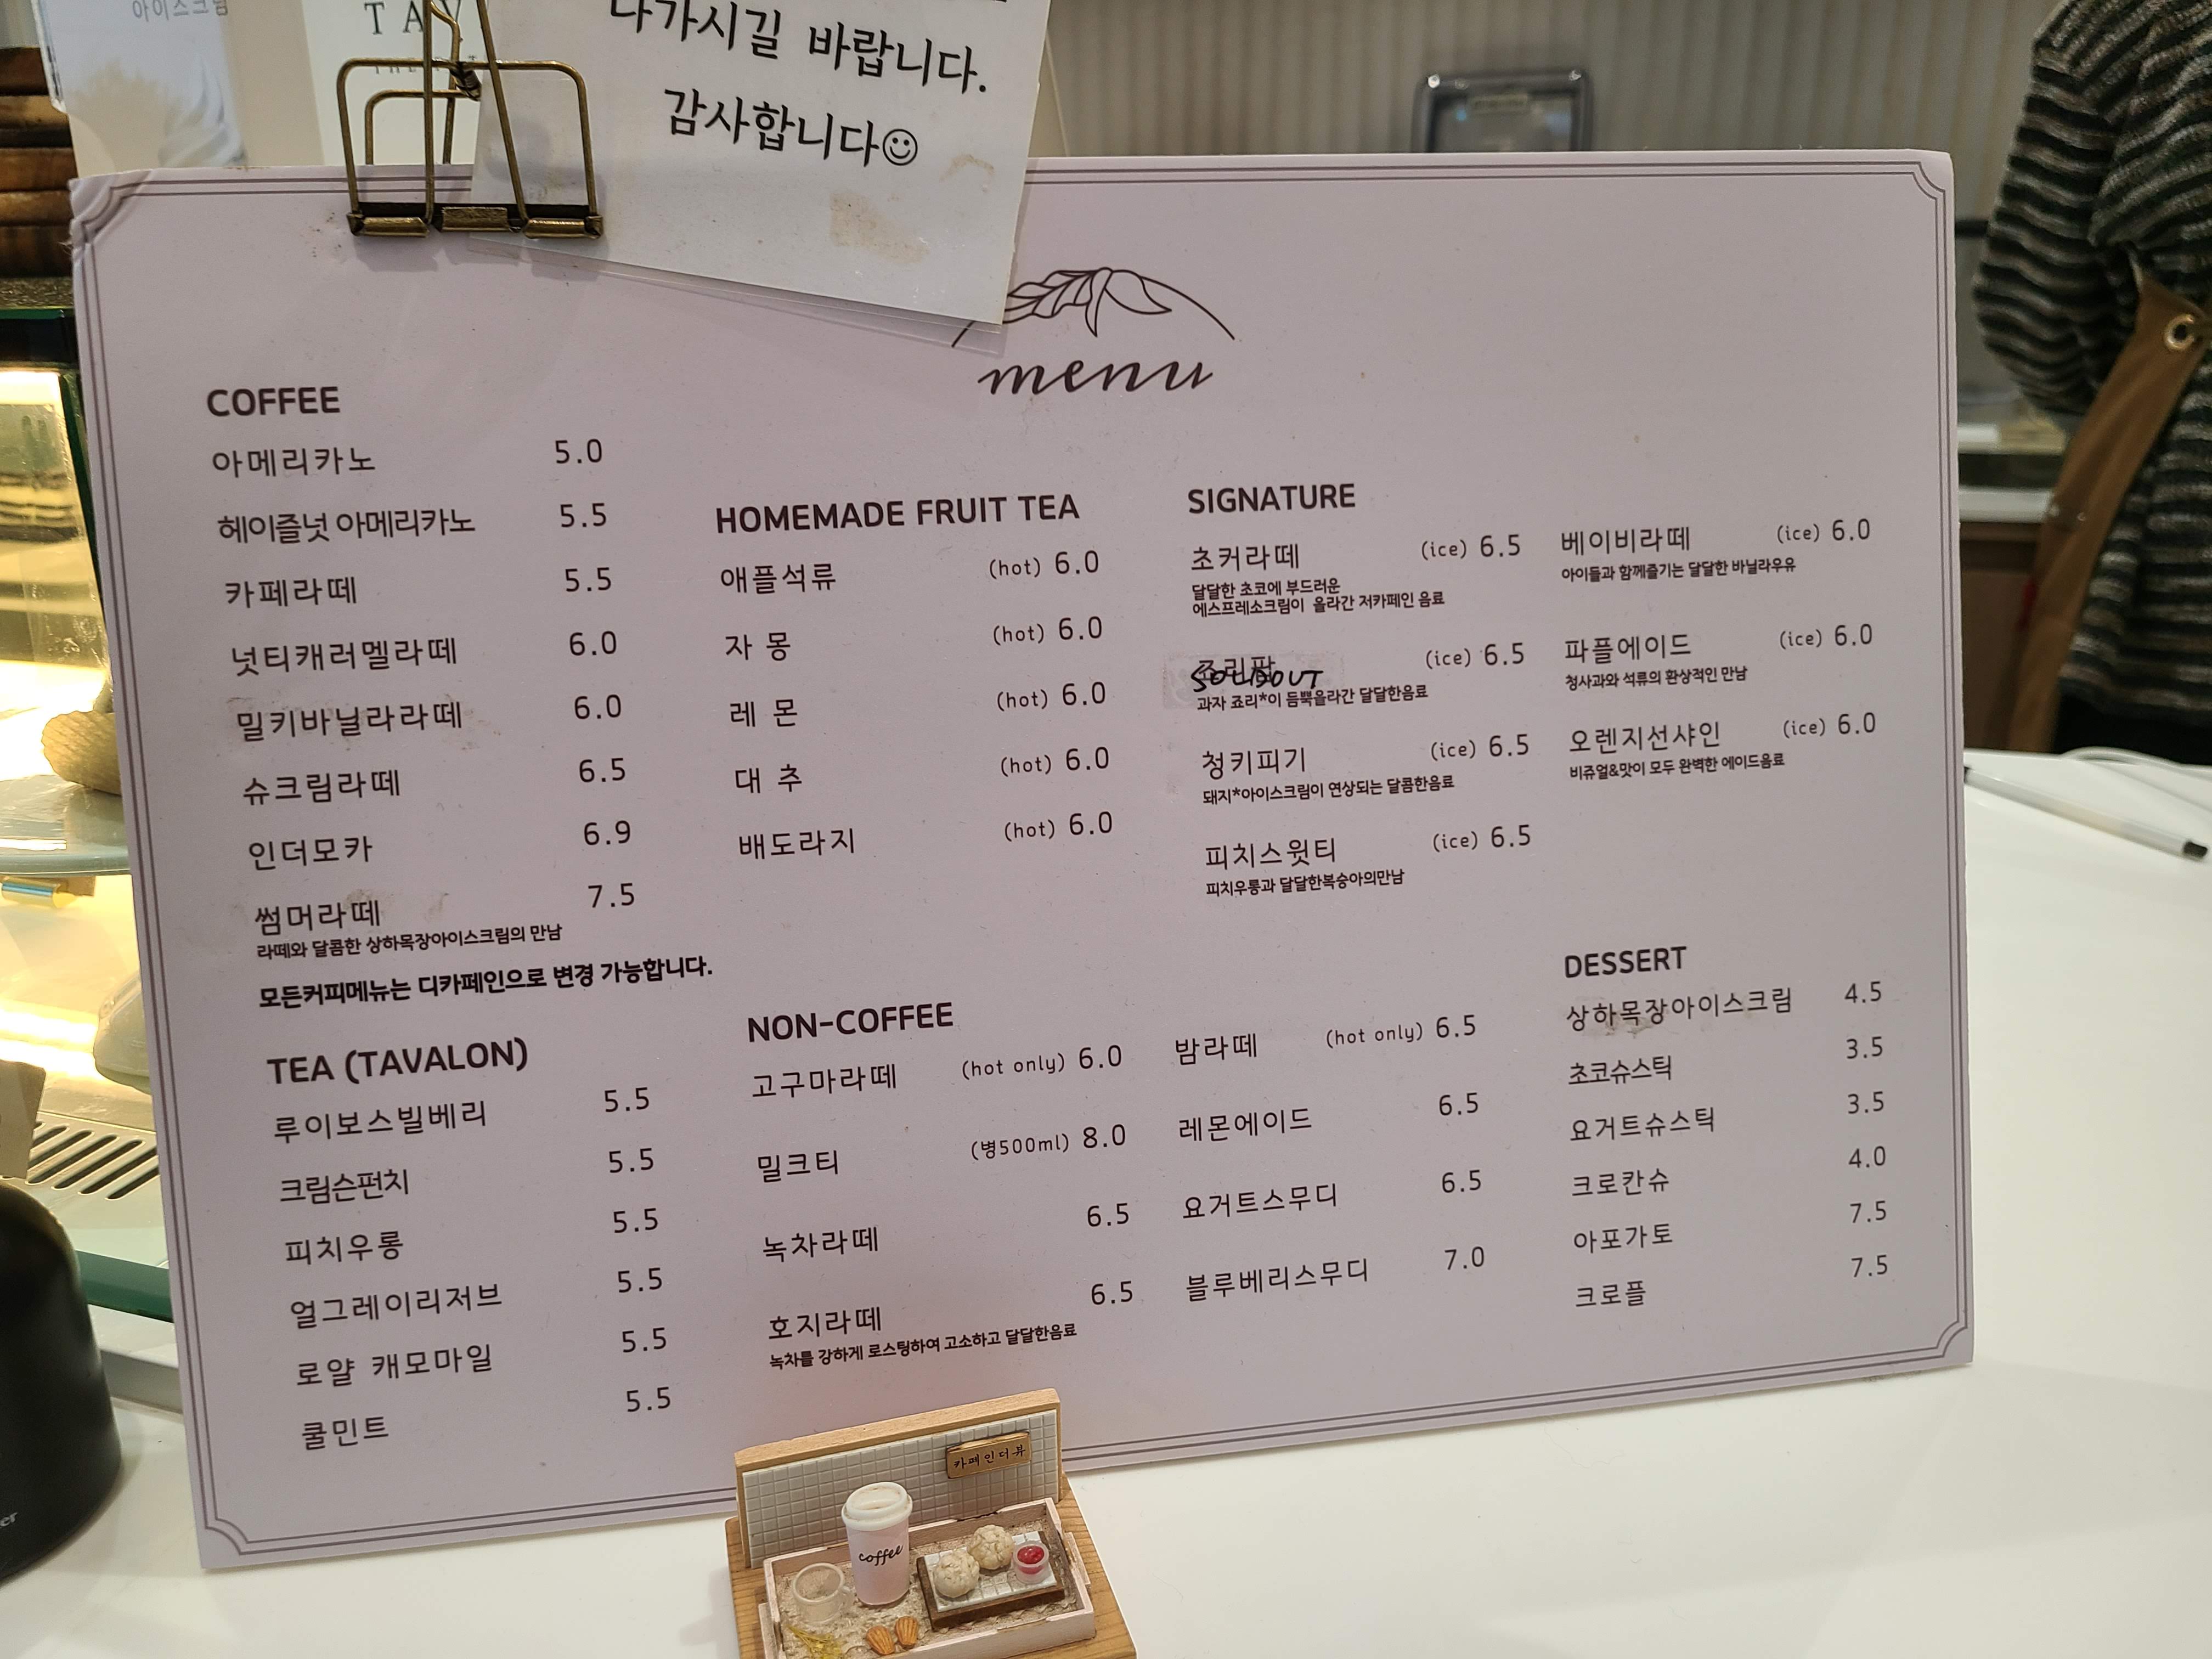 아이스크림
TAV
나가시길 바랍니다.
감사합니다☺
menu
COFFEE
아메리카노 5.0
헤이즐넛 아메리카노 5.5
카페라떼 5.5
넛티캐러멜라떼 6.0
밀키바닐라라떼 6.0
슈크림라떼 6.5
인더모카 6.9
썸머라떼 7.5
라떼와 달콤한 상하목장아이스크림의 만남
모든커피메뉴는 디카페인으로 변경 가능합니다.
TEA (TAVALON)
루이보스빌베리 5.5
크림슨펀치 5.5
피치우롱 5.5
얼그레이리저브 5.5
로얄 캐모마일 5.5
쿨민트 5.5
HOMEMADE FRUIT TEA
애플석류 (hot) 6.0
자 몽 (hot) 6.0
레 몬 (hot) 6.0
대 추 (hot) 6.0
배도라지 (hot) 6.0
NON-COFFEE
고구마라떼 (hot only) 6.0
밀크티 (병500ml) 8.0
녹차라떼 6.5
호지라떼 6.5
녹차를 강하게 로스팅하여 고소하고 달달한음료
밤라떼 (hot only) 6.5
레몬에이드 6.5
요거트스무디 6.5
블루베리스무디 7.0
SIGNATURE
초커라떼 (ice) 6.5
달달한 초코에 부드러운
에스프레소크림이 올라간 저카페인 음료
죠리팝 (ice) 6.5
SOLDOUT
과자 죠리*이 듬뿍올라간 달달한음료
청키피기 (ice) 6.5
돼지*아이스크림이 연상되는 달콤한음료
피치스윗티 (ice) 6.5
피치우롱과 달달한복숭아의만남
베이비라떼 (ice) 6.0
아이들과 함께즐기는 달달한 바닐라우유
파플에이드 (ice) 6.0
청사과와 석류의 환상적인 만남
오렌지선샤인 (ice) 6.0
비쥬얼&맛이 모두 완벽한 에이드음료
DESSERT
상하목장아이스크림 4.5
초코슈스틱 3.5
요거트슈스틱 3.5
크로칸슈 4.0
아포가토 7.5
크로플 7.5
카페인더뷰
coffee